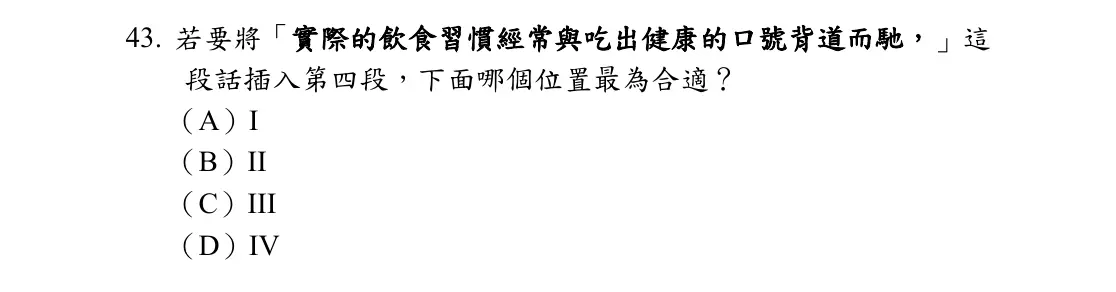 43. 若要將「實際的飲食習慣經常與吃出健康的口號背道而馳，」這
段話插入第四段，下面哪個位置最為合適？
（A）I
（B）II
（C）III
（D）IV